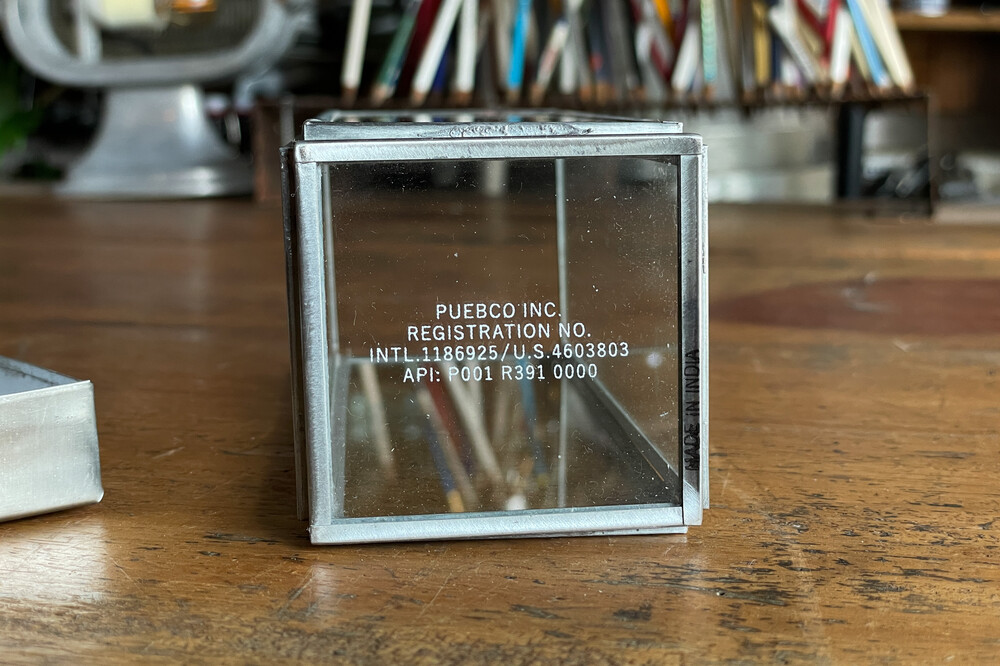 PUEBCO INC.
REGISTRATION NO.
INTL.1186925/U.S.4603803
API: P001 R391 0000
MADE IN INDIA